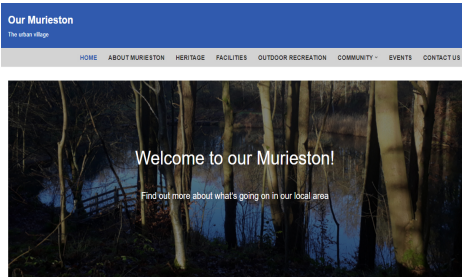 Our Murieston
The urban village
HOME ABOUT MURIESTON HERITAGE FACILITIES OUTDOOR RECREATION COMMUNITY EVENTS CONTACT US
Welcome to our Murieston!
Find out more about what's going on in our local area